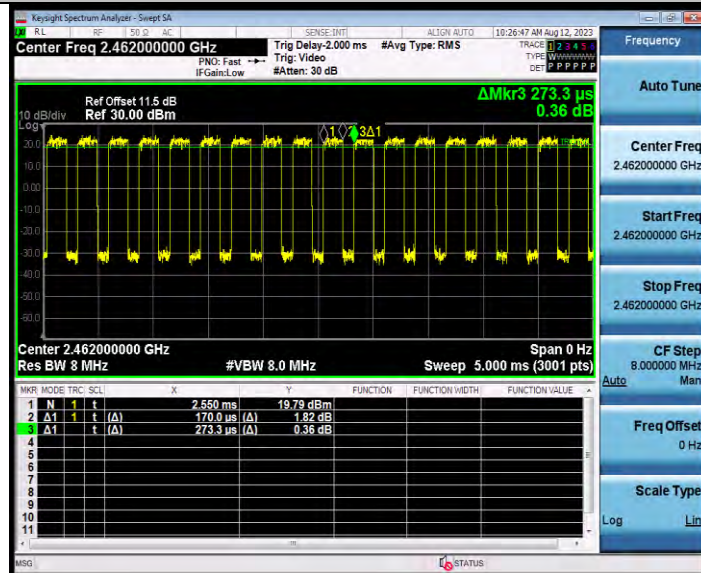 Keysight Spectrum Analyzer - Swept SA
RL RF 50 Ω AC SENSE:INT ALIGN AUTO 10:26:47 AM Aug 12, 2023
Center Freq 2.462000000 GHz
PNO: Fast
IFGain:Low
Trig Delay-2.000 ms #Avg Type: RMS
Trig: Video
#Atten: 30 dB
TRACE 1 2 3 4 5 6
TYPE
DET P P P P P P
Frequency
ΔMkr3 273.3 µs
0.36 dB
Ref Offset 11.5 dB
10 dB/div Ref 30.00 dBm
Log
20.0
10.0
0.00
-10.0
-20.0
-30.0
-40.0
-50.0
-60.0
1 2 3Δ1
Center 2.462000000 GHz Span 0 Hz
Res BW 8 MHz #VBW 8.0 MHz Sweep 5.000 ms (3001 pts)
MKR MODE TRC SCL X Y FUNCTION FUNCTION WIDTH FUNCTION VALUE
1 N 1 t 2.550 ms 19.79 dBm
2 Δ1 1 t (Δ) 170.0 µs (Δ) 1.82 dB
3 Δ1 t (Δ) 273.3 µs (Δ) 0.36 dB
4
5
6
7
8
9
10
11
MSG STATUS
Auto Tune
Center Freq
2.462000000 GHz
Start Freq
2.462000000 GHz
Stop Freq
2.462000000 GHz
CF Step
8.000000 MHz
Auto Man
Freq Offset
0 Hz
Scale Type
Log Lin